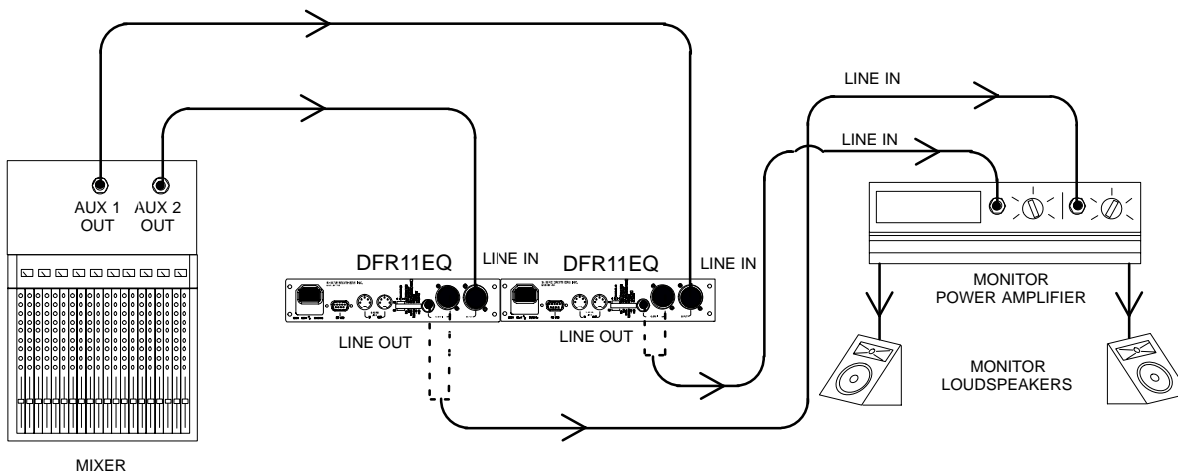 LINE IN
LINE IN
AUX 1
OUT
AUX 2
OUT
DFR11EQ
LINE IN
DFR11EQ
LINE IN
LINE OUT
LINE OUT
MONITOR
POWER AMPLIFIER
MONITOR
LOUDSPEAKERS
MIXER